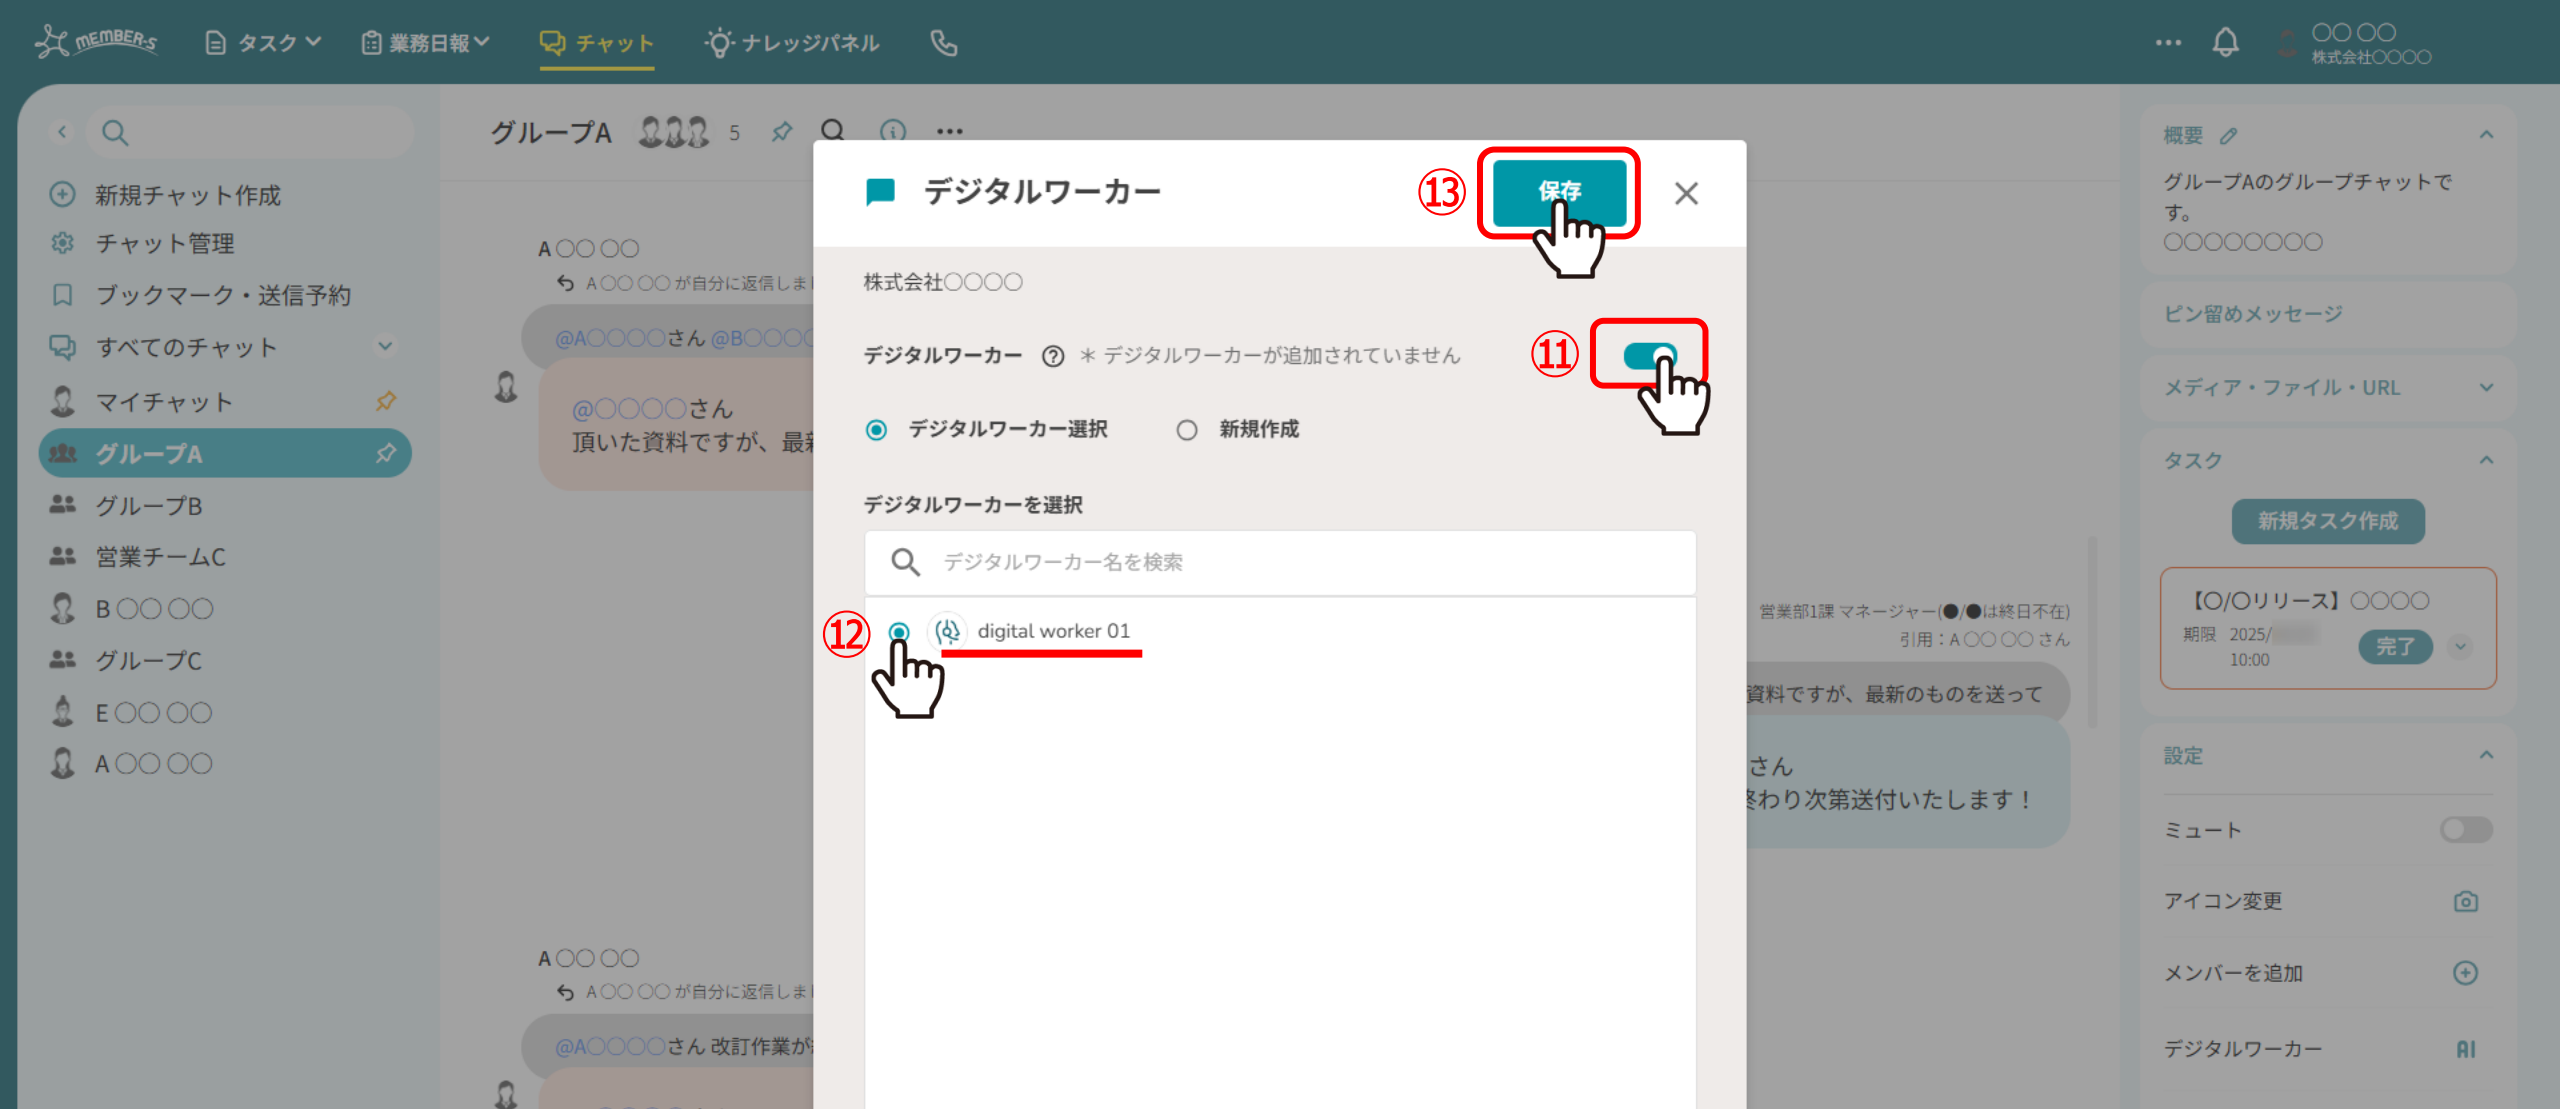 MEMBER-S
タスク
業務日報
チャット
ナレッジパネル
〇〇 〇〇
株式会社〇〇〇〇
新規チャット作成
チャット管理
ブックマーク・送信予約
すべてのチャット
マイチャット
グループA
グループB
営業チームC
B 〇〇 〇〇
グループC
E 〇〇 〇〇
A 〇〇 〇〇
グループA
5
A 〇〇 〇〇
A 〇〇 〇〇 が自分に返信しまし
@A〇〇〇〇さん @B〇〇〇〇
@〇〇〇〇さん
頂いた資料ですが、最新
A 〇〇 〇〇
A 〇〇 〇〇 が自分に返信しまし
@A〇〇〇〇さん 改訂作業が
デジタルワーカー
⑬
保存
株式会社〇〇〇〇
デジタルワーカー
?
＊ デジタルワーカーが追加されていません
⑪
デジタルワーカー選択
新規作成
デジタルワーカーを選択
デジタルワーカー名を検索
⑫
digital worker 01
営業部1課 マネージャー(●/●は終日不在)
引用：A 〇〇 〇〇 さん
資料ですが、最新のものを送って
さん
終わり次第送付いたします！
概要
グループAのグループチャットで
す。
〇〇〇〇〇〇〇〇
ピン留めメッセージ
メディア・ファイル・URL
タスク
新規タスク作成
【〇/〇リリース】〇〇〇〇
期限 2025/
10:00
完了
設定
ミュート
アイコン変更
メンバーを追加
デジタルワーカー
AI